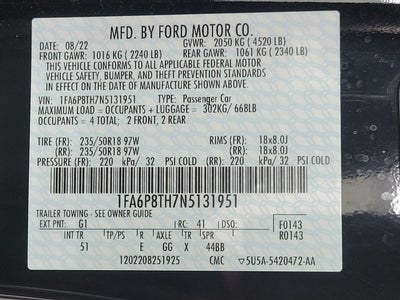 MFD. BY FORD MOTOR CO.
DATE: 08/22 GVWR: 2050 KG ( 4520 LB)
FRONT GAWR: 1016 KG ( 2240 LB) REAR GAWR: 1061 KG ( 2340 LB)
THIS VEHICLE CONFORMS TO ALL APPLICABLE FEDERAL MOTOR
VEHICLE SAFETY, BUMPER, AND THEFT PREVENTION STANDARDS
IN EFFECT ON THE DATE OF MANUFACTURE SHOWN ABOVE.
VIN: 1FA6P8TH7N5131951 TYPE: Passenger Car
MAXIMUM LOAD = OCCUPANTS + LUGGAGE = 302KG/ 668LB
OCCUPANTS = 4 TOTAL; 2 FRONT, 2 REAR
TIRE (FR): 235/50R18 97W RIMS (FR): 18x8.0J
(RR): 235/50R18 97W (RR): 18x8.0J
PRESSURE (FR) 220 kPa/ 32 PSI COLD (RR) 220 kPa/ 32 PSI COLD
1FA6P8TH7N5131951
TRAILER TOWING - SEE OWNER GUIDE
EXT PNT: G1 RC: 41 DSO: F0143
R0143
INT TR TP/PS R AXLE TR SPR
51 E GG X 44BB
1202208251925 CMC ▽5U5A-5420472-AA